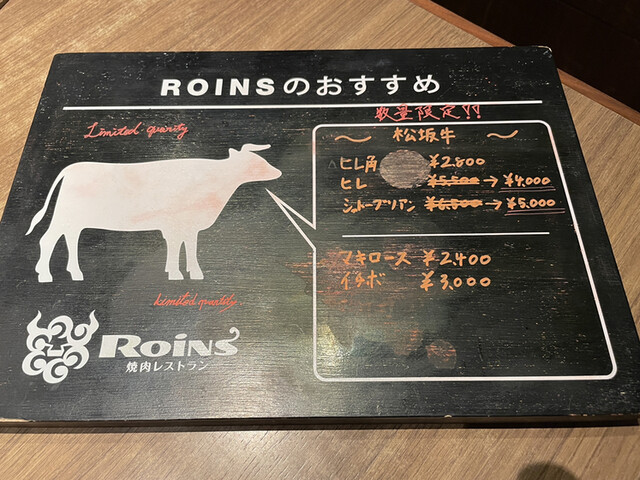 ROINSのおすすめ
数量限定!!
Limited quantity
〜 松坂牛 〜
ヒレ角 ¥2,800
ヒレ ¥5,500 → ¥4,000
シャトーブリアン ¥6,500 → ¥5,000
マキロース ¥2,400
イチボ ¥3,000
Limited quantity
ROINS
焼肉レストラン